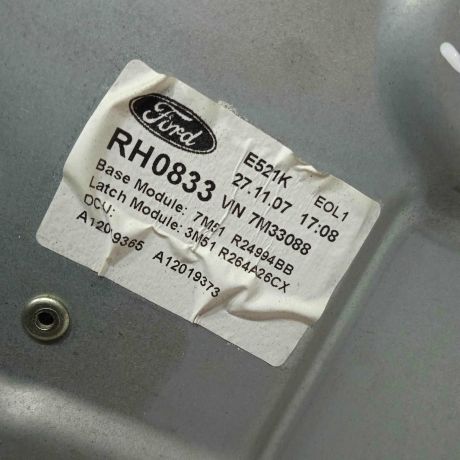 Ford
E521K EOL1
RH0833 27.11.07 17:08
VIN 7M33088
Base Module: 7M51 R24994BB
Latch Module: 3M51 R264A26CX
DCU:
A12019365 A12019373